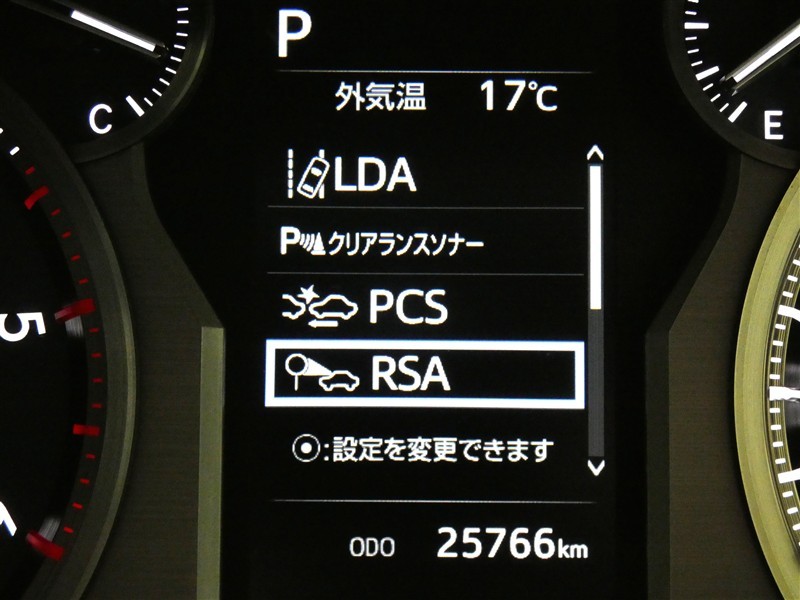 P
外気温 17℃
C
E
LDA
Pクリアランスソナー
PCS
5
RSA
⦿:設定を変更できます
ODO 25766km